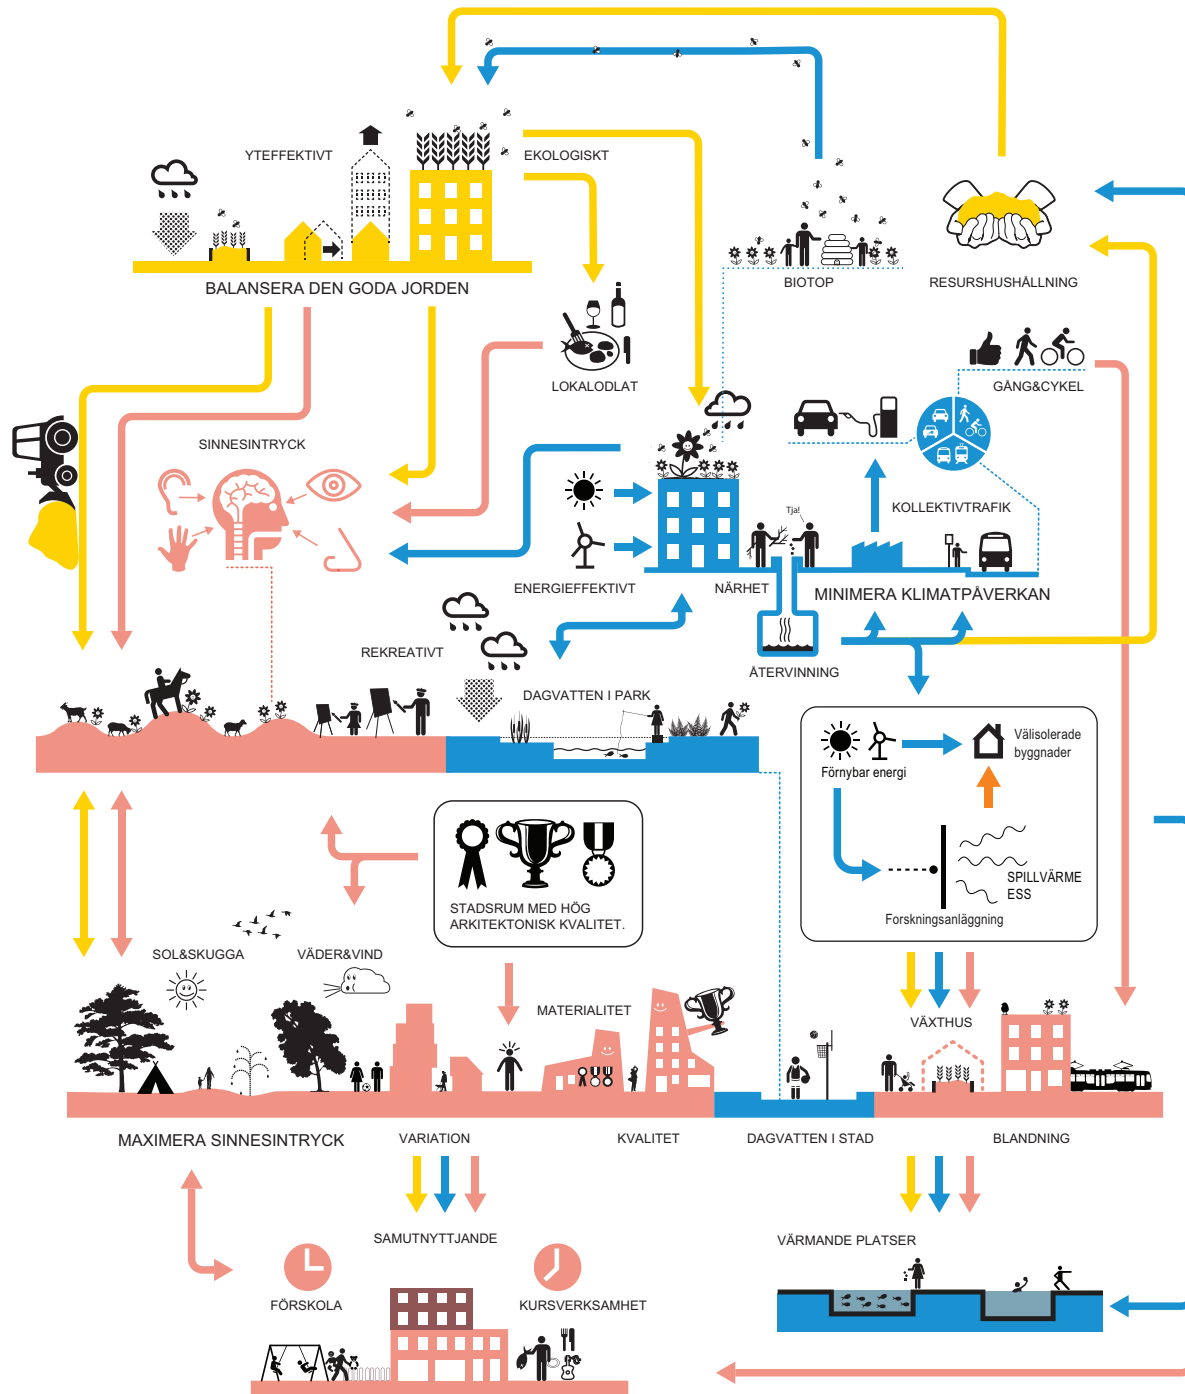 YTEFFEKTIVT
EKOLOGISKT
BALANSERA DEN GODA JORDEN
BIOTOP
RESURSHUSHÅLLNING
LOKALODLAT
GÅNG&CYKEL
SINNESINTRYCK
KOLLEKTIVTRAFIK
Tja!
ENERGIEFFEKTIVT
NÄRHET
MINIMERA KLIMATPÅVERKAN
REKREATIVT
ÅTERVINNING
DAGVATTEN I PARK
Välisolerade
byggnader
Förnybar energi
SPILLVÄRME
ESS
Forskningsanläggning
STADSRUM MED HÖG
ARKITEKTONISK KVALITET.
SOL&SKUGGA
VÄDER&VIND
MATERIALITET
VÄXTHUS
MAXIMERA SINNESINTRYCK
VARIATION
KVALITET
DAGVATTEN I STAD
BLANDNING
SAMUTNYTTJANDE
VÄRMANDE PLATSER
FÖRSKOLA
KURSVERKSAMHET